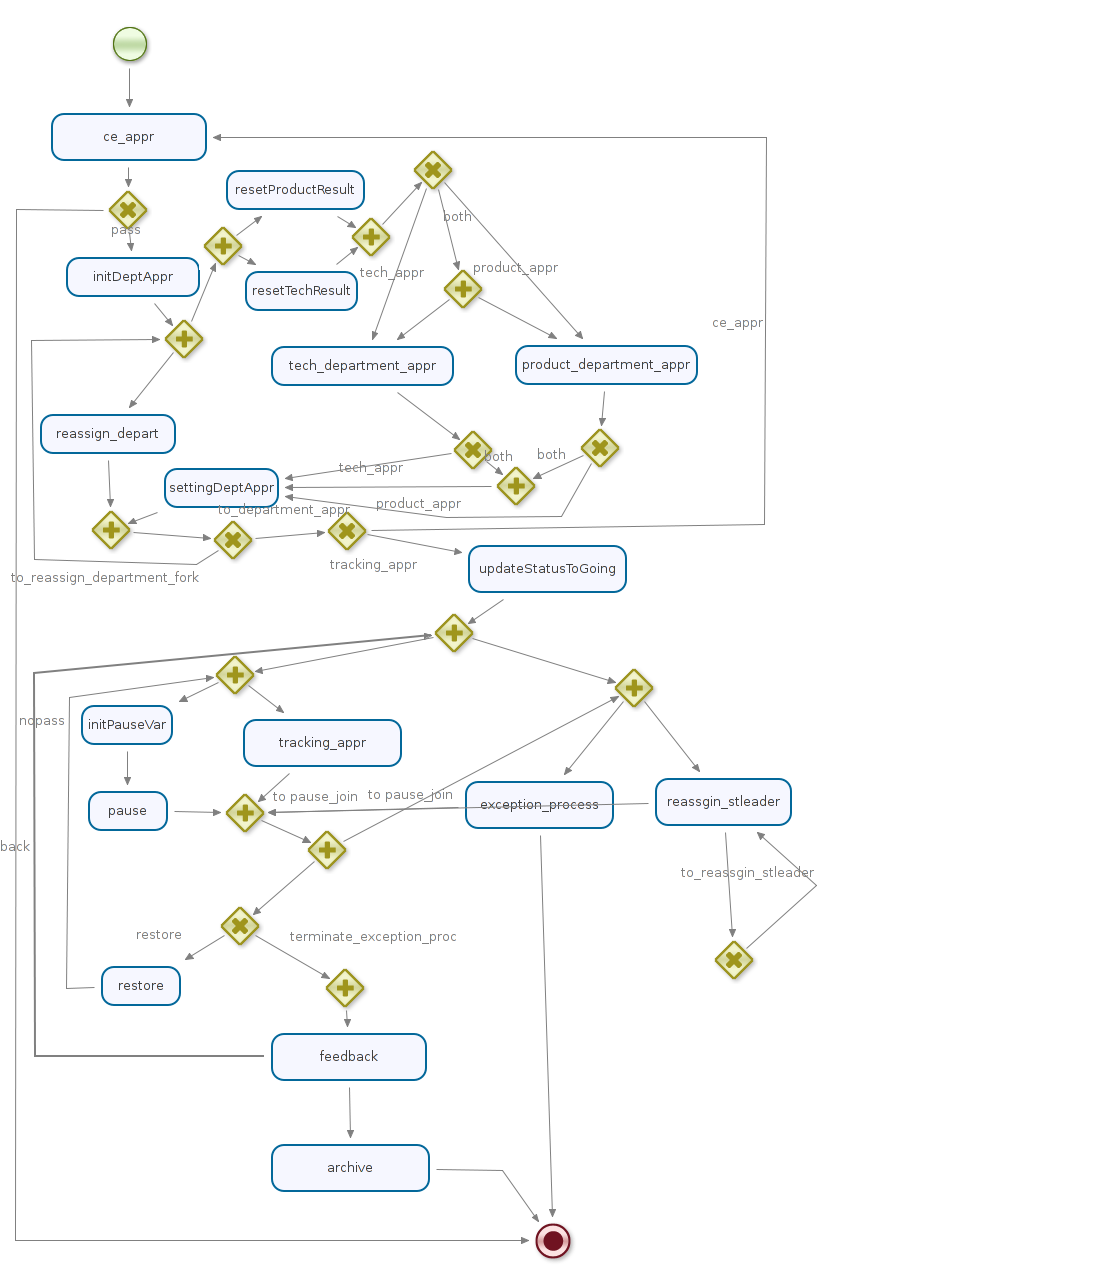 ce_appr
resetProductResult
both
pass
product_appr
tech_appr
initDeptAppr
resetTechResult
ce_appr
tech_department_appr
product_department_appr
reassign_depart
both
both
tech_appr
settingDeptAppr
product_appr
to_department_appr
tracking_appr
updateStatusToGoing
to_reassign_department_fork
nopass
initPauseVar
tracking_appr
to pause_join
to pause_join
exception_process
reassgin_stleader
pause
back
to_reassgin_stleader
restore
terminate_exception_proc
restore
feedback
archive